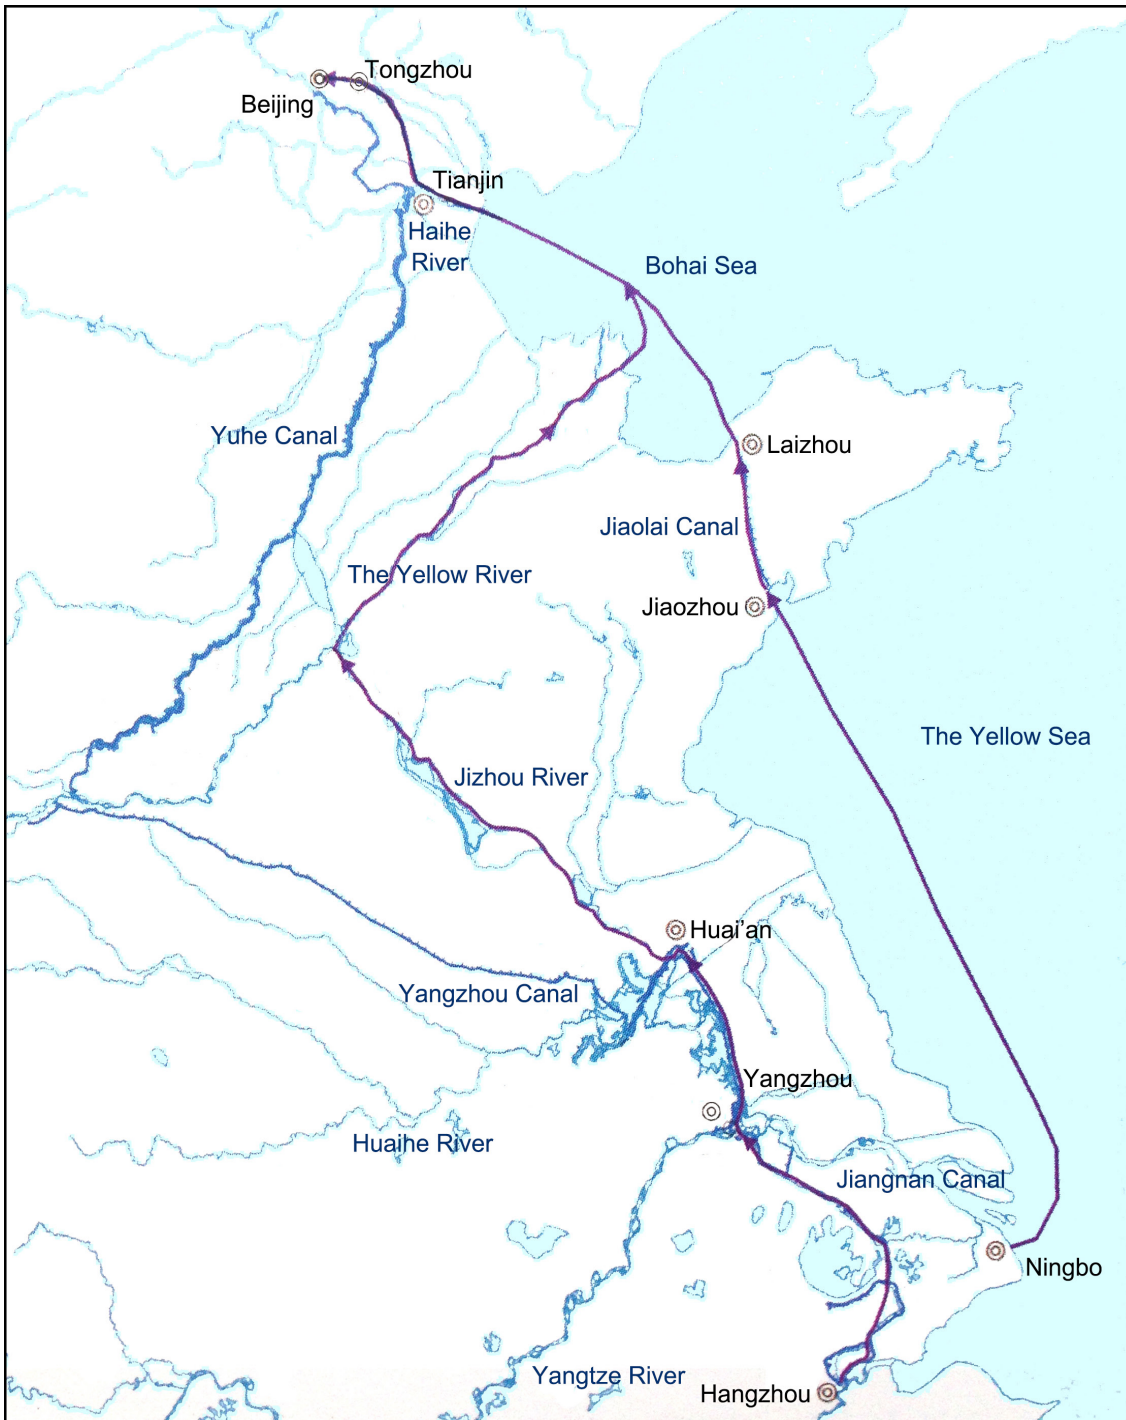 Tongzhou
Beijing
Tianjin
Haihe
River
Bohai Sea
Yuhe Canal
Laizhou
Jiaolai Canal
The Yellow River
Jiaozhou
The Yellow Sea
Jizhou River
Huai'an
Yangzhou Canal
Yangzhou
Huaihe River
Jiangnan Canal
Ningbo
Yangtze River
Hangzhou